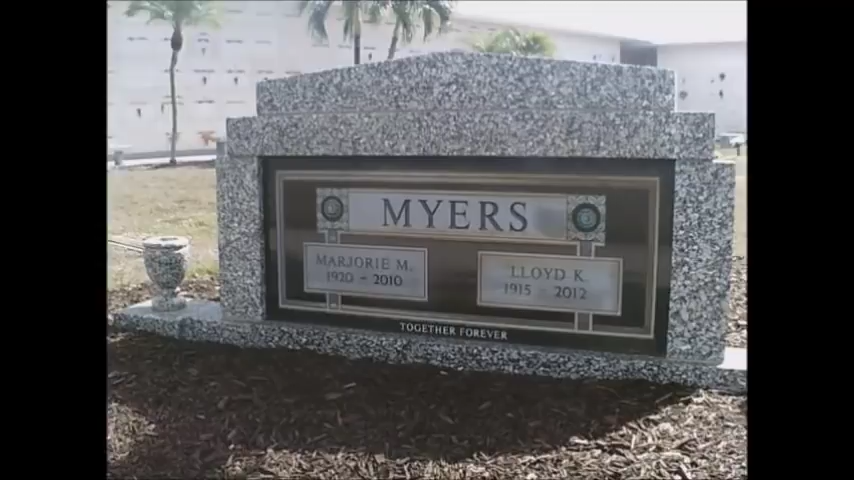 MYERS
MARJORIE M.
1920 - 2010
LLOYD K.
1915 - 2012
TOGETHER FOREVER